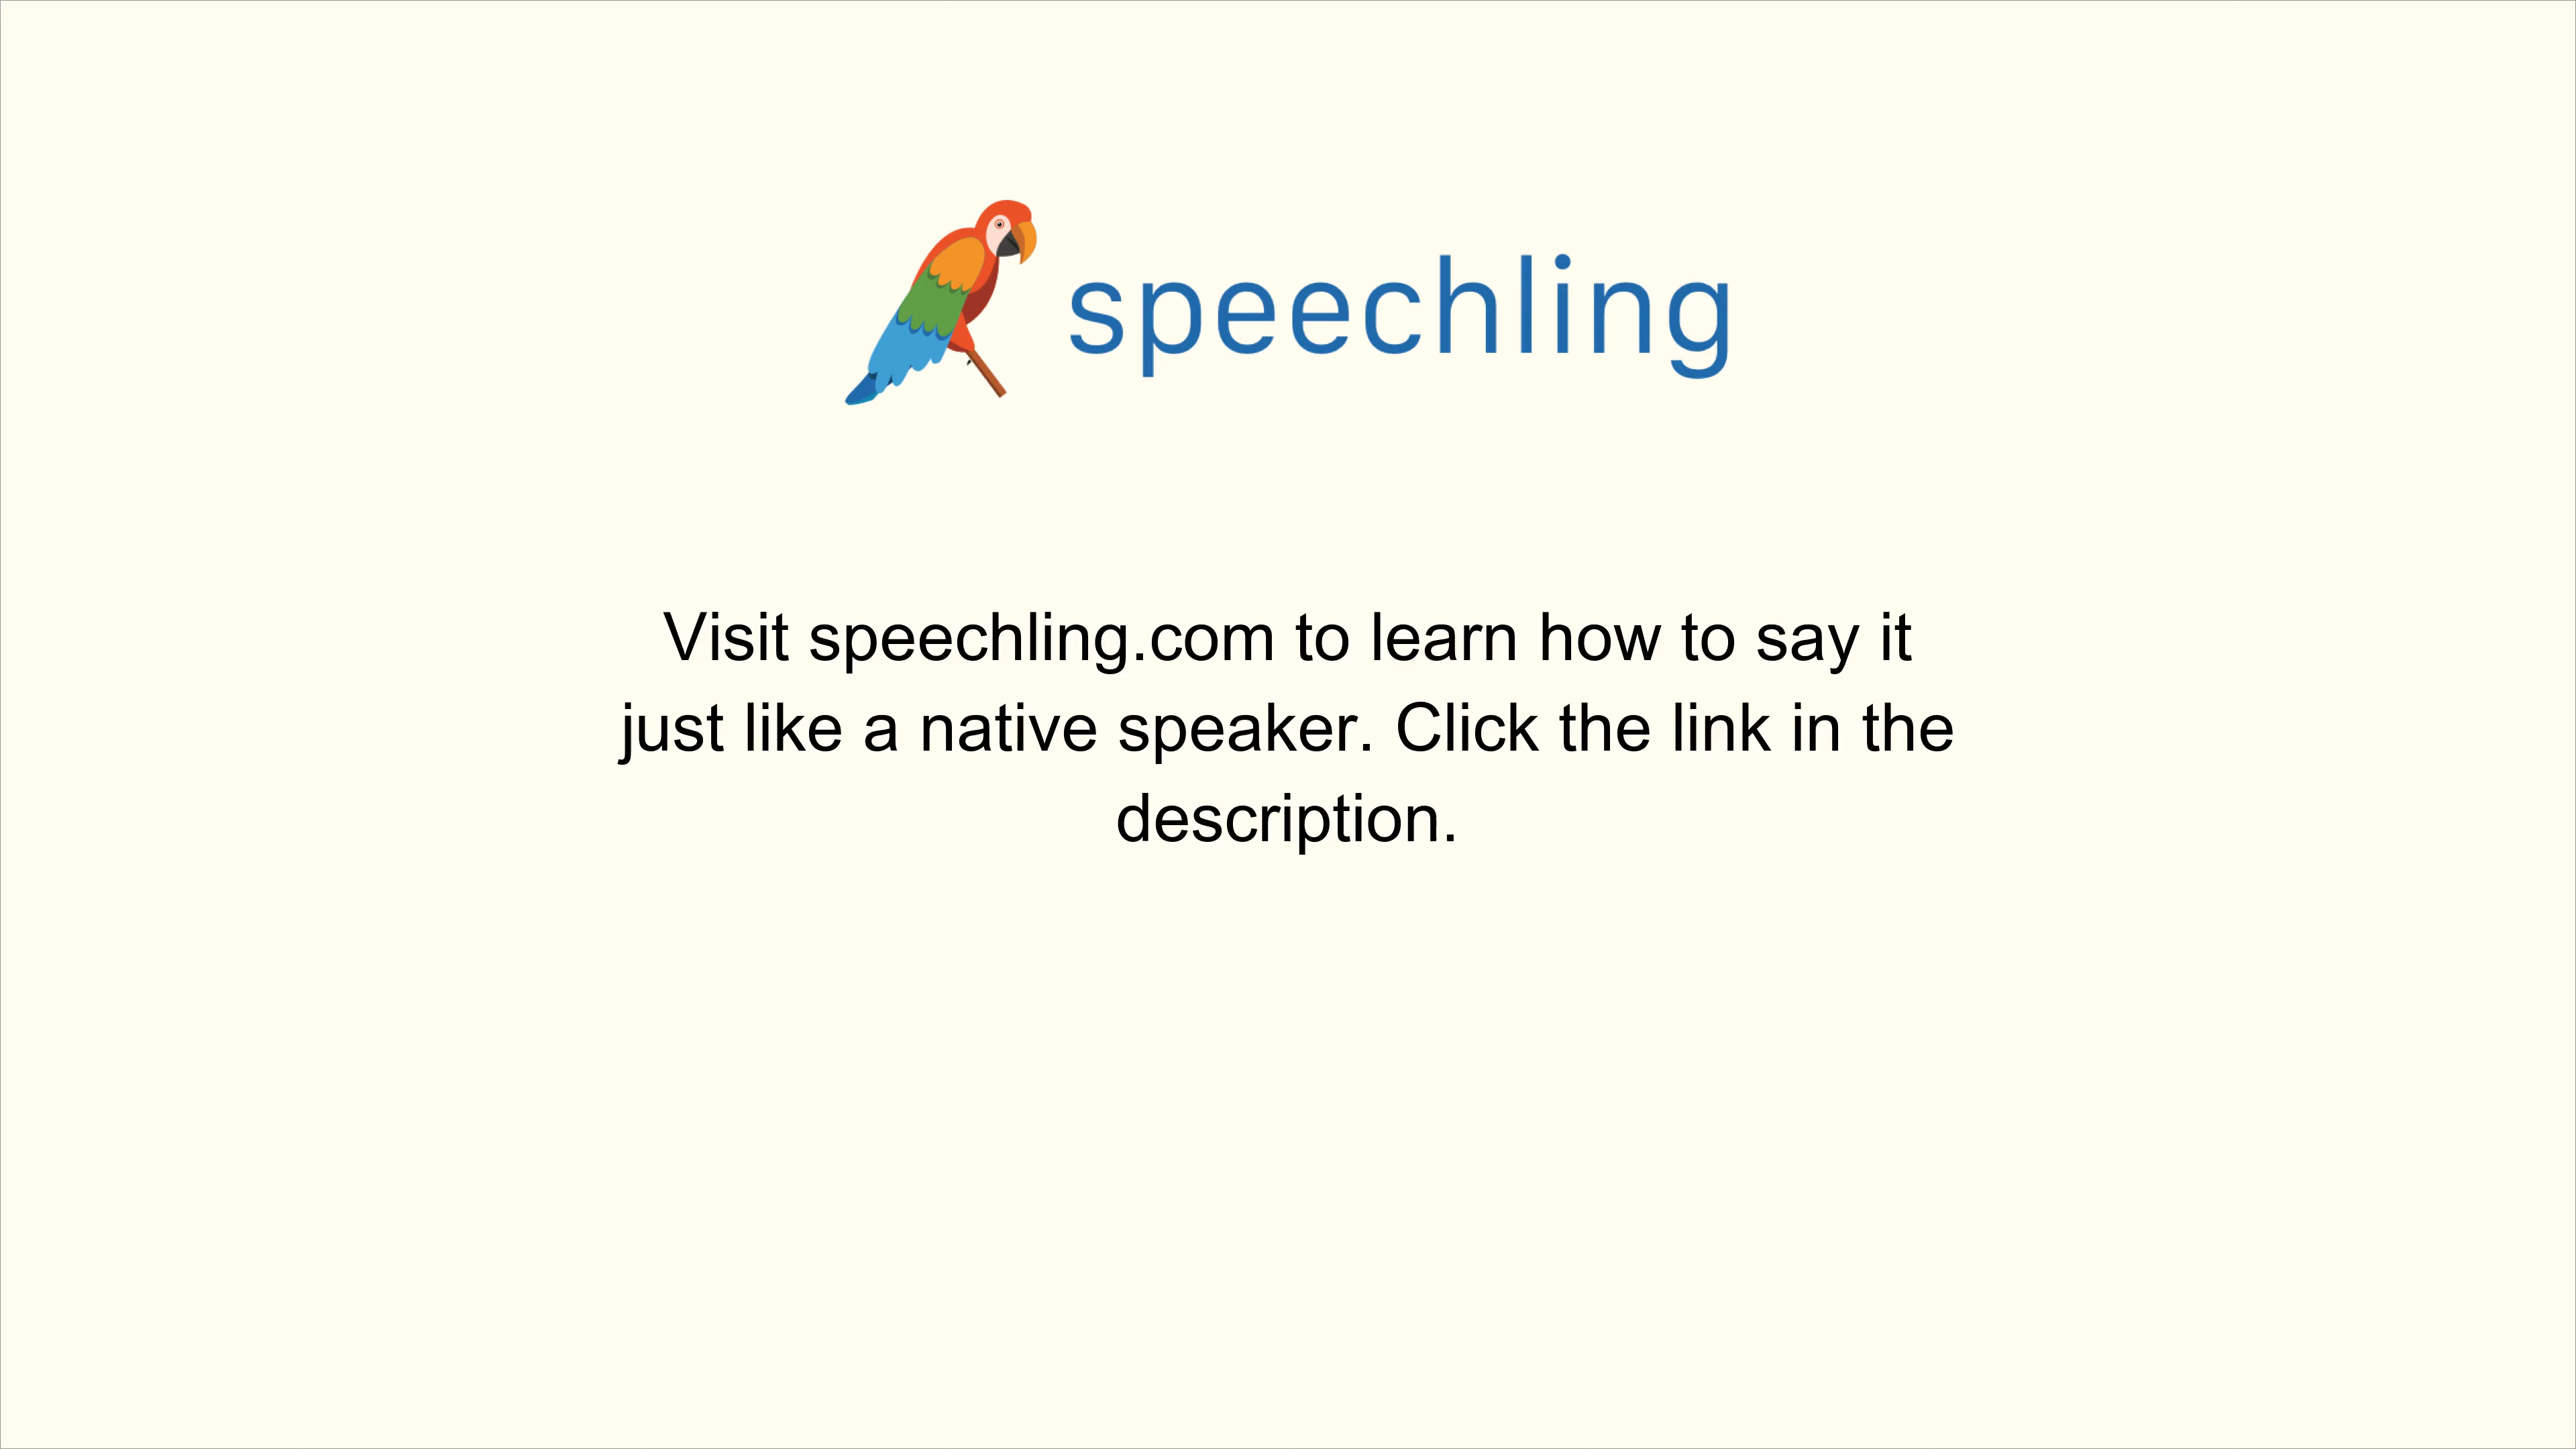 speechling
Visit speechling.com to learn how to say it
just like a native speaker. Click the link in the
description.